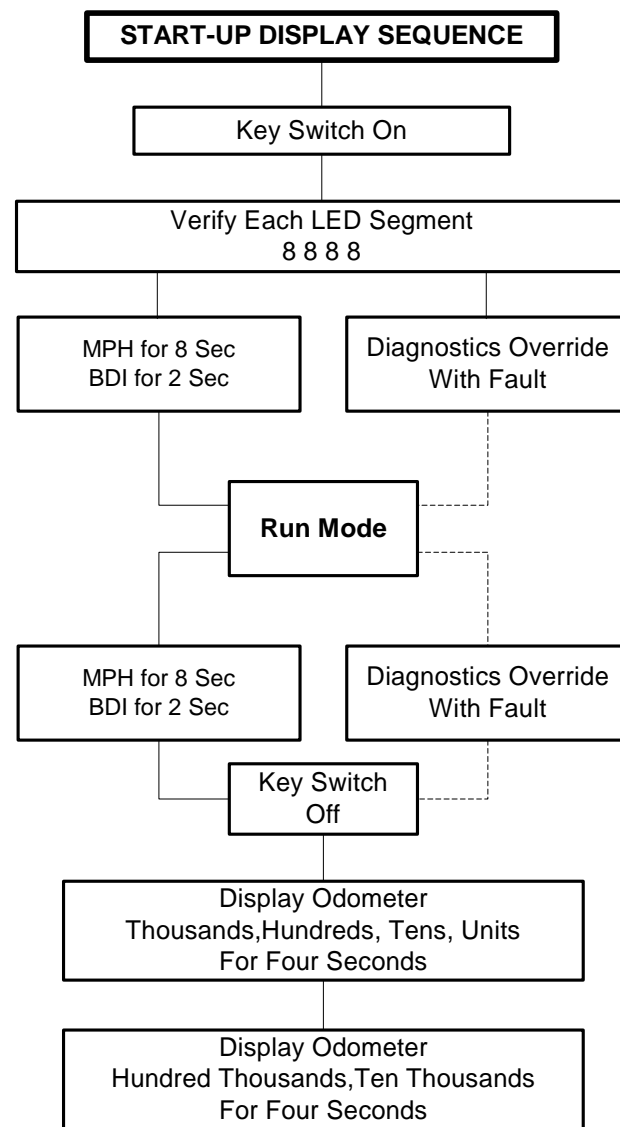 START-UP DISPLAY SEQUENCE
Key Switch On
Verify Each LED Segment
8 8 8 8
MPH for 8 Sec
BDI for 2 Sec
Diagnostics Override
With Fault
Run Mode
MPH for 8 Sec
BDI for 2 Sec
Diagnostics Override
With Fault
Key Switch
Off
Display Odometer
Thousands,Hundreds, Tens, Units
For Four Seconds
Display Odometer
Hundred Thousands,Ten Thousands
For Four Seconds